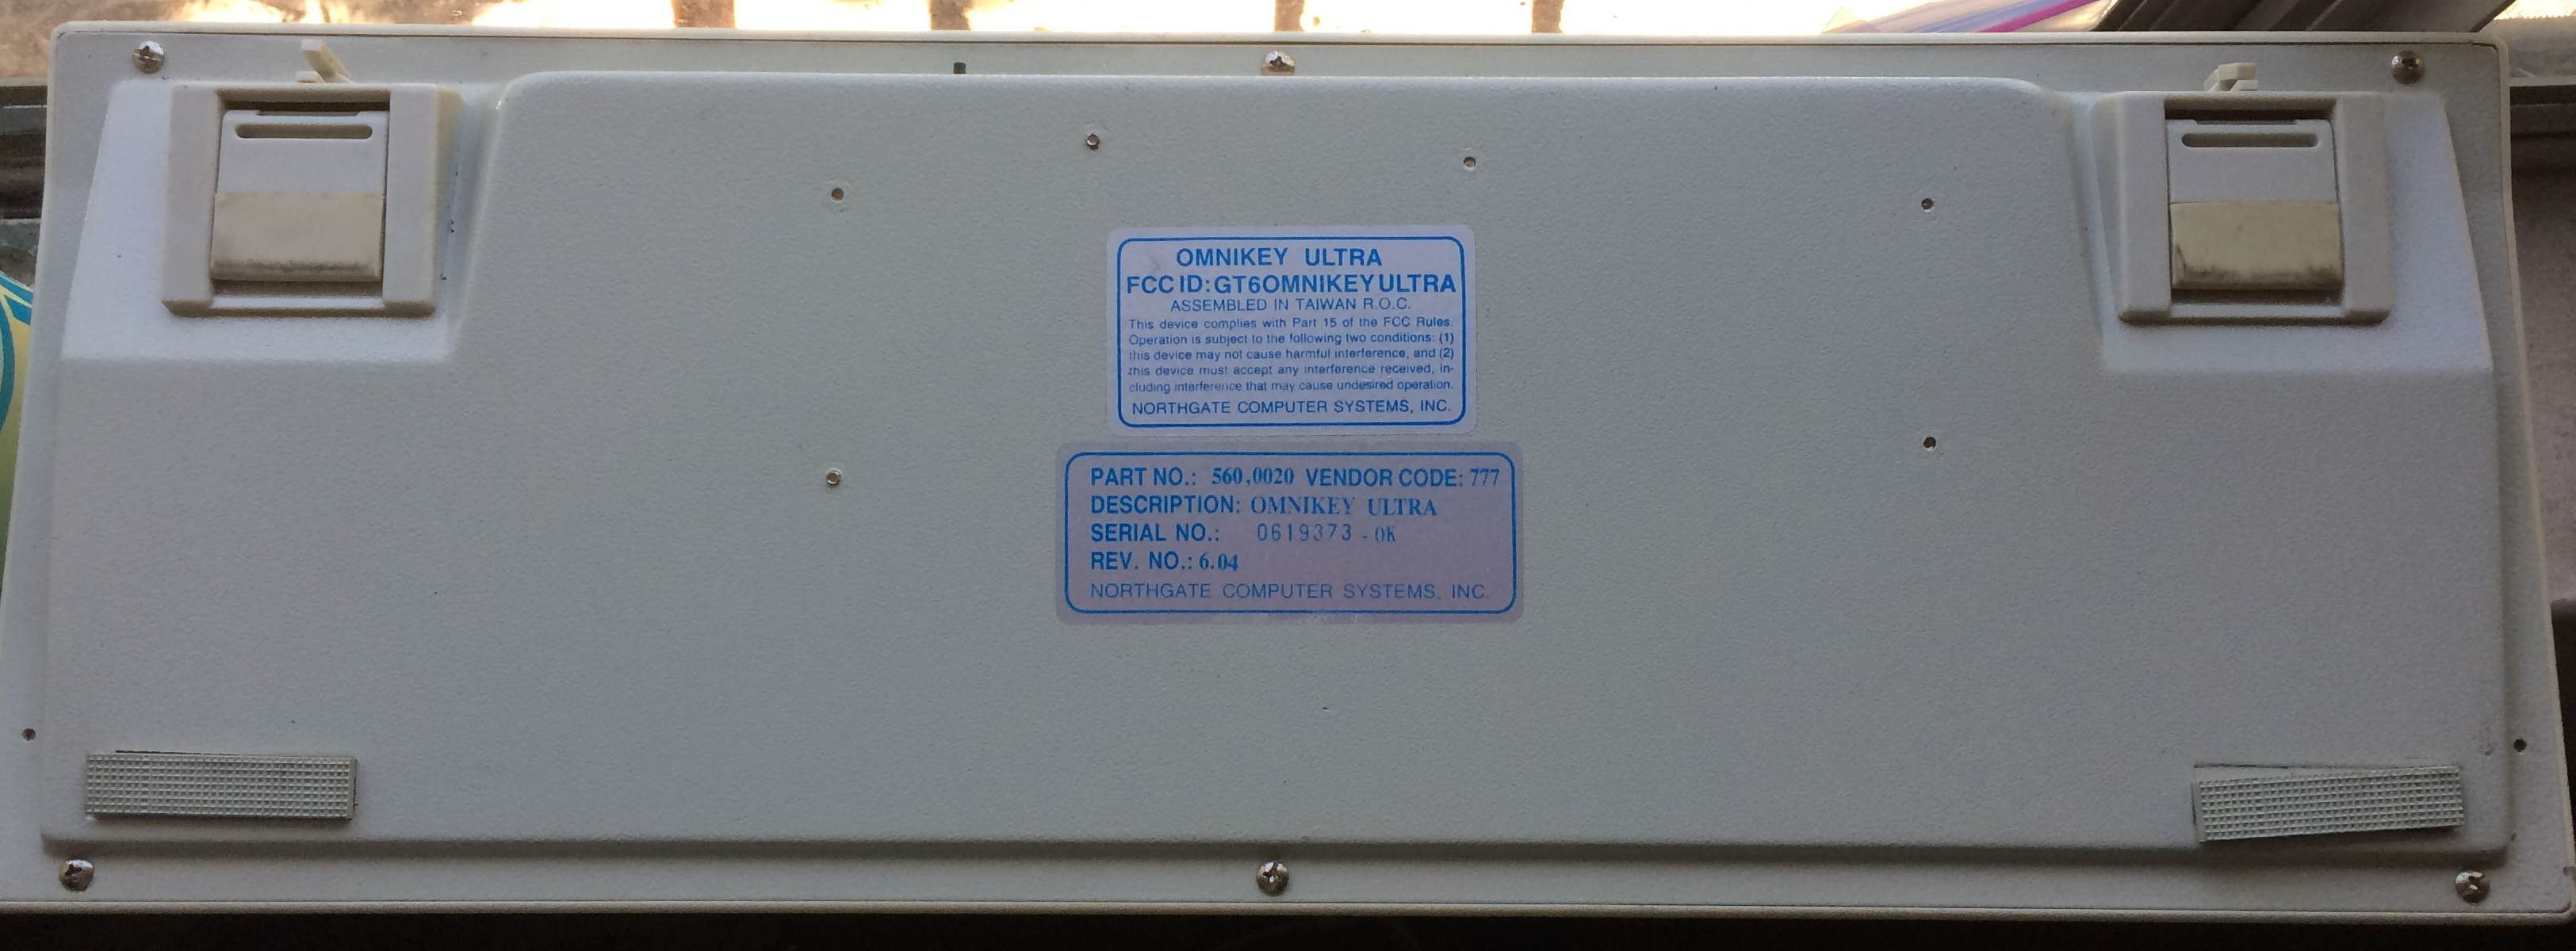 OMNIKEY ULTRA
FCC ID: GT6OMNIKEYULTRA
ASSEMBLED IN TAIWAN R.O.C.
This device complies with Part 15 of the FCC Rules.
Operation is subject to the following two conditions: (1)
this device may not cause harmful interference, and (2)
this device must accept any interference received, in-
cluding interference that may cause undesired operation.
NORTHGATE COMPUTER SYSTEMS, INC.
PART NO.: 560,0020 VENDOR CODE: 777
DESCRIPTION: OMNIKEY ULTRA
SERIAL NO.: 0619373 - OK
REV. NO.: 6.04
NORTHGATE COMPUTER SYSTEMS, INC.